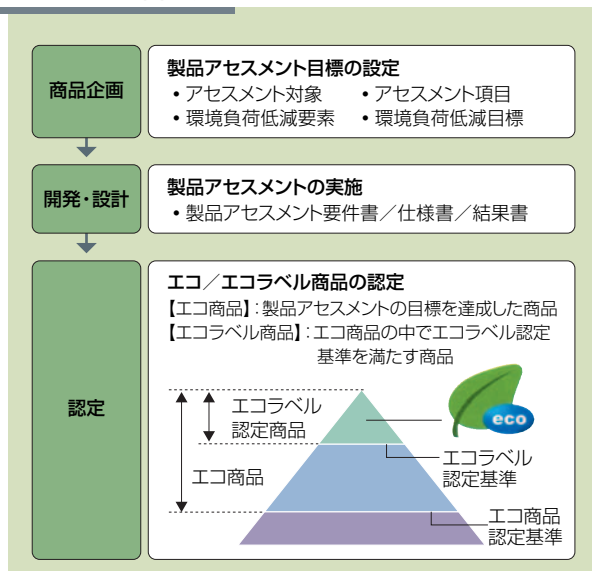 商品企画
製品アセスメント目標の設定
• アセスメント対象 • アセスメント項目
• 環境負荷低減要素 • 環境負荷低減目標
開発・設計
製品アセスメントの実施
• 製品アセスメント要件書／仕様書／結果書
認定
エコ／エコラベル商品の認定
【エコ商品】：製品アセスメントの目標を達成した商品
【エコラベル商品】：エコ商品の中でエコラベル認定
基準を満たす商品
エコラベル
認定商品
eco
エコ商品
エコラベル
認定基準
エコ商品
認定基準